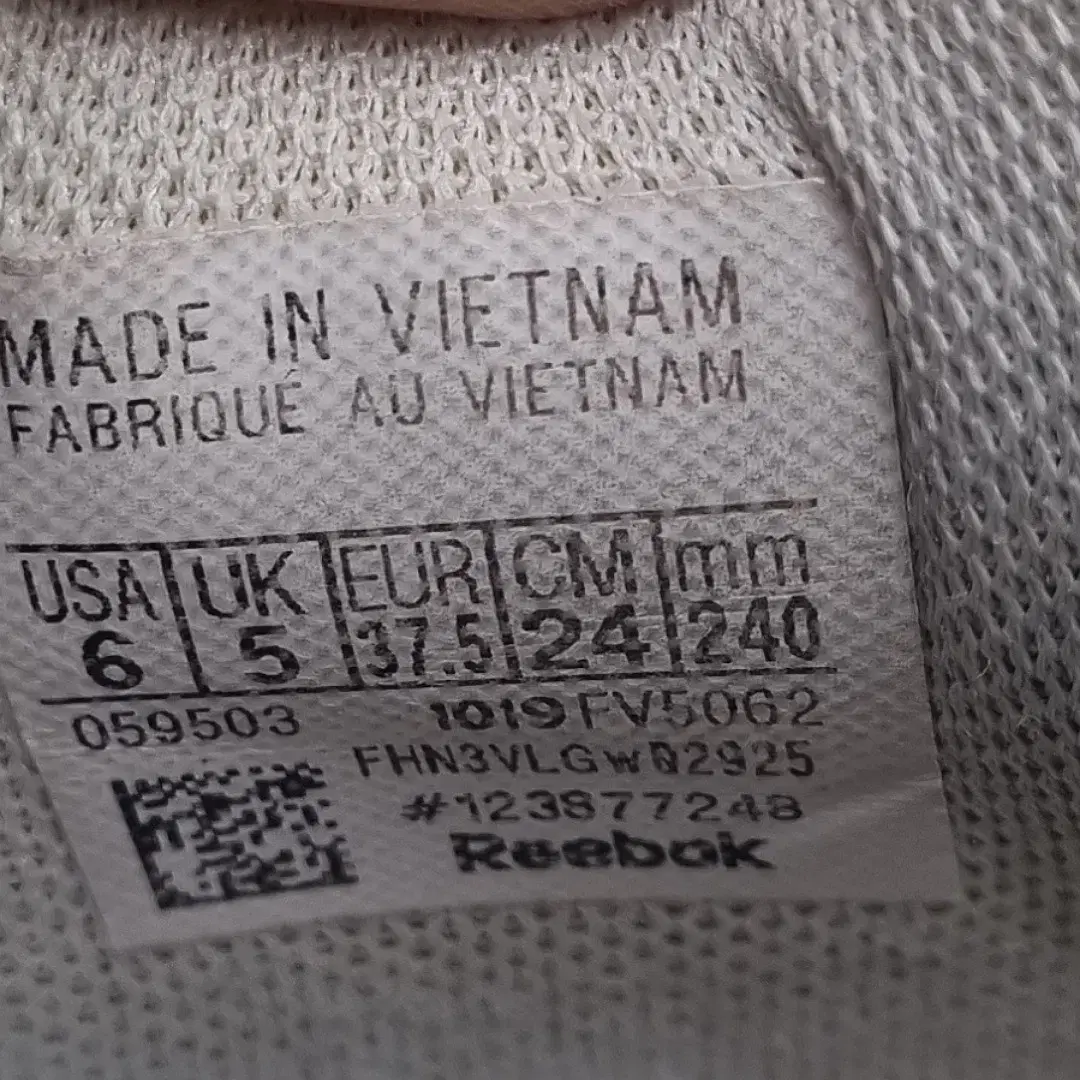 MADE IN VIETNAM
FABRIQUÉ AU VIETNAM
USA UK EUR CM mm
6 5 37.5 24 240
059503 1019 FV5062
FHN3VLGW02925
#123877248
Reebok